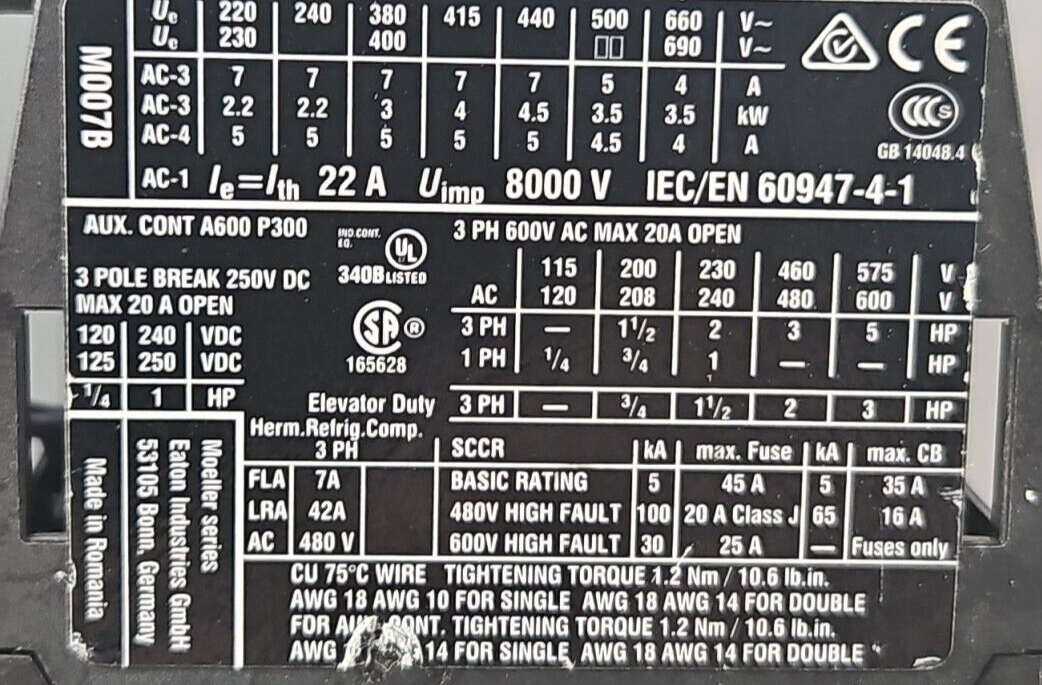 M007B
Ue 220 240 380 415 440 500 660 V~
Ue 230 400 □□ 690 V~
AC-3 7 7 7 7 7 5 4 A
AC-3 2.2 2.2 3 4 4.5 3.5 3.5 kW
AC-4 5 5 5 5 5 4.5 4 A
AC-1 Ie=Ith 22 A Uimp 8000 V IEC/EN 60947-4-1
CE
CCC S
GB 14048.4
AUX. CONT A600 P300
3 POLE BREAK 250V DC
MAX 20 A OPEN
120 240 VDC
125 250 VDC
1/4 1 HP
IND.CONT.
EQ.
UL
340B LISTED
SA ®
165628
3 PH 600V AC MAX 20A OPEN
115 200 230 460 575 V
AC 120 208 240 480 600 V
3 PH — 1 1/2 2 3 5 HP
1 PH 1/4 3/4 1 — — HP
Elevator Duty 3 PH — 3/4 1 1/2 2 3 HP
Herm.Refrig.Comp.
3 PH
FLA 7A
LRA 42A
AC 480 V
SCCR kA max. Fuse kA max. CB
BASIC RATING 5 45 A 5 35 A
480V HIGH FAULT 100 20 A Class J 65 16 A
600V HIGH FAULT 30 25 A — Fuses only
CU 75°C WIRE TIGHTENING TORQUE 1.2 Nm / 10.6 lb.in.
AWG 18 AWG 10 FOR SINGLE AWG 18 AWG 14 FOR DOUBLE
FOR AUX CONT. TIGHTENING TORQUE 1.2 Nm / 10.6 lb.in.
AWG 14 FOR SINGLE AWG 18 AWG 14 FOR DOUBLE
Moeller series
Eaton Industries GmbH
53105 Bonn, Germany
Made in Romania